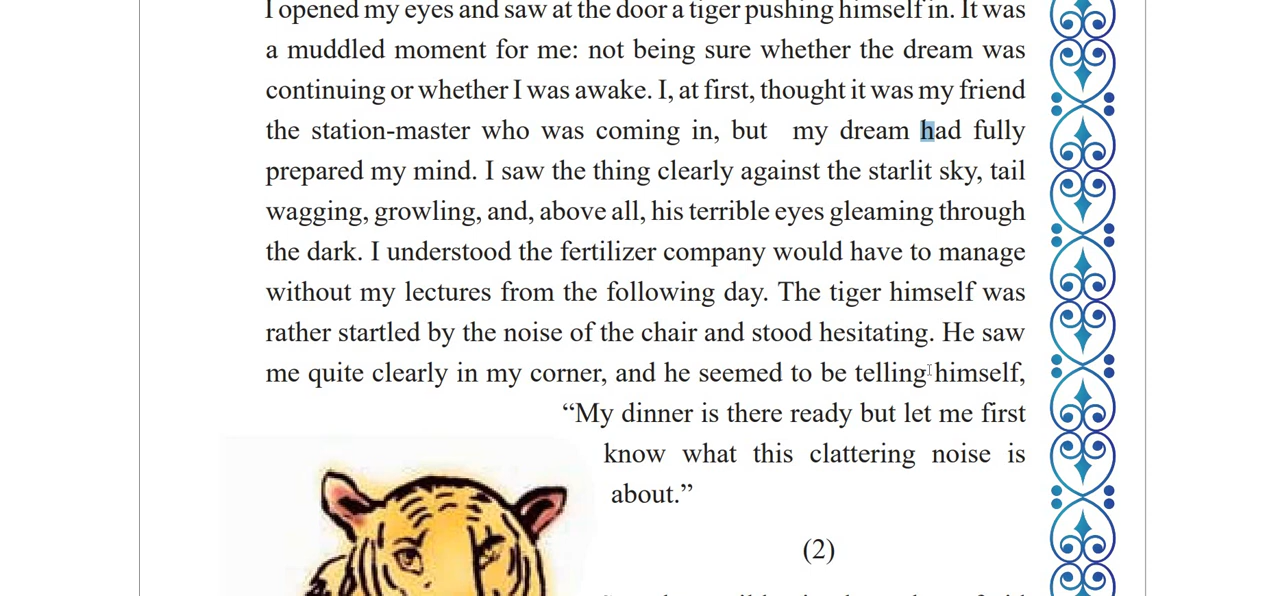 I opened my eyes and saw at the door a tiger pushing himself in. It was
a muddled moment for me: not being sure whether the dream was
continuing or whether I was awake. I, at first, thought it was my friend
the station-master who was coming in, but my dream had fully
prepared my mind. I saw the thing clearly against the starlit sky, tail
wagging, growling, and, above all, his terrible eyes gleaming through
the dark. I understood the fertilizer company would have to manage
without my lectures from the following day. The tiger himself was
rather startled by the noise of the chair and stood hesitating. He saw
me quite clearly in my corner, and he seemed to be telling himself,
“My dinner is there ready but let me first
know what this clattering noise is
about.”
(2)